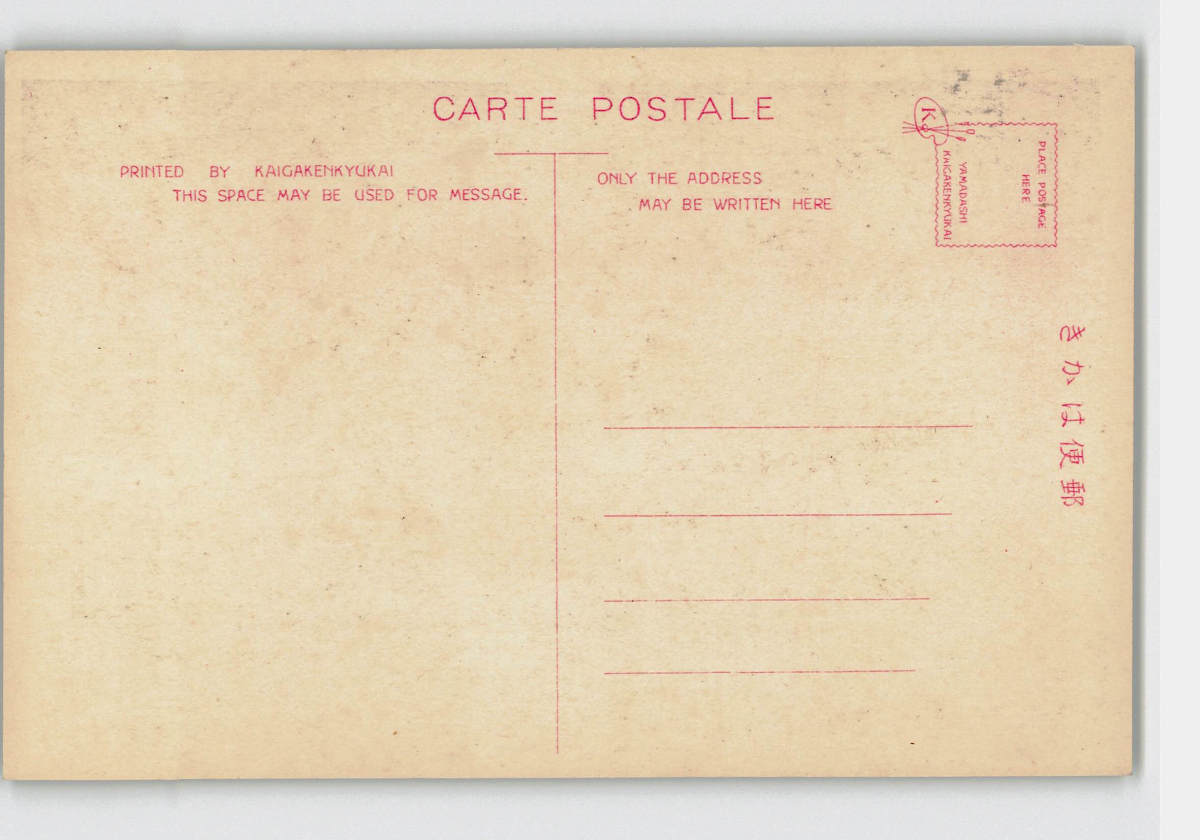 CARTE POSTALE
PRINTED BY KAIGAKENKYUKAI
THIS SPACE MAY BE USED FOR MESSAGE.
ONLY THE ADDRESS
MAY BE WRITTEN HERE
K
PLACE POSTAGE
HERE
YAMADASHI
KAIGAKENKYUKAI
きかは便郵